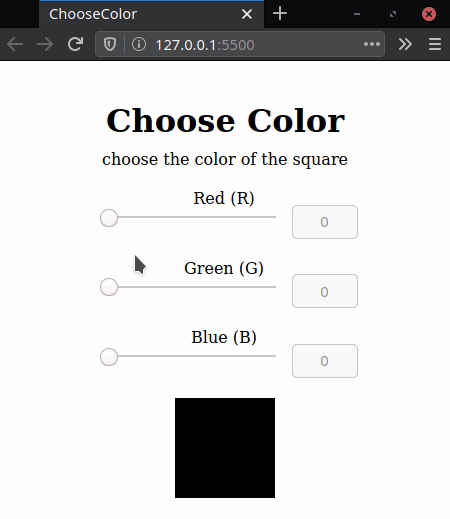 ChooseColor
127.0.0.1:5500
Choose Color
choose the color of the square
Red (R)
0
Green (G)
0
Blue (B)
0